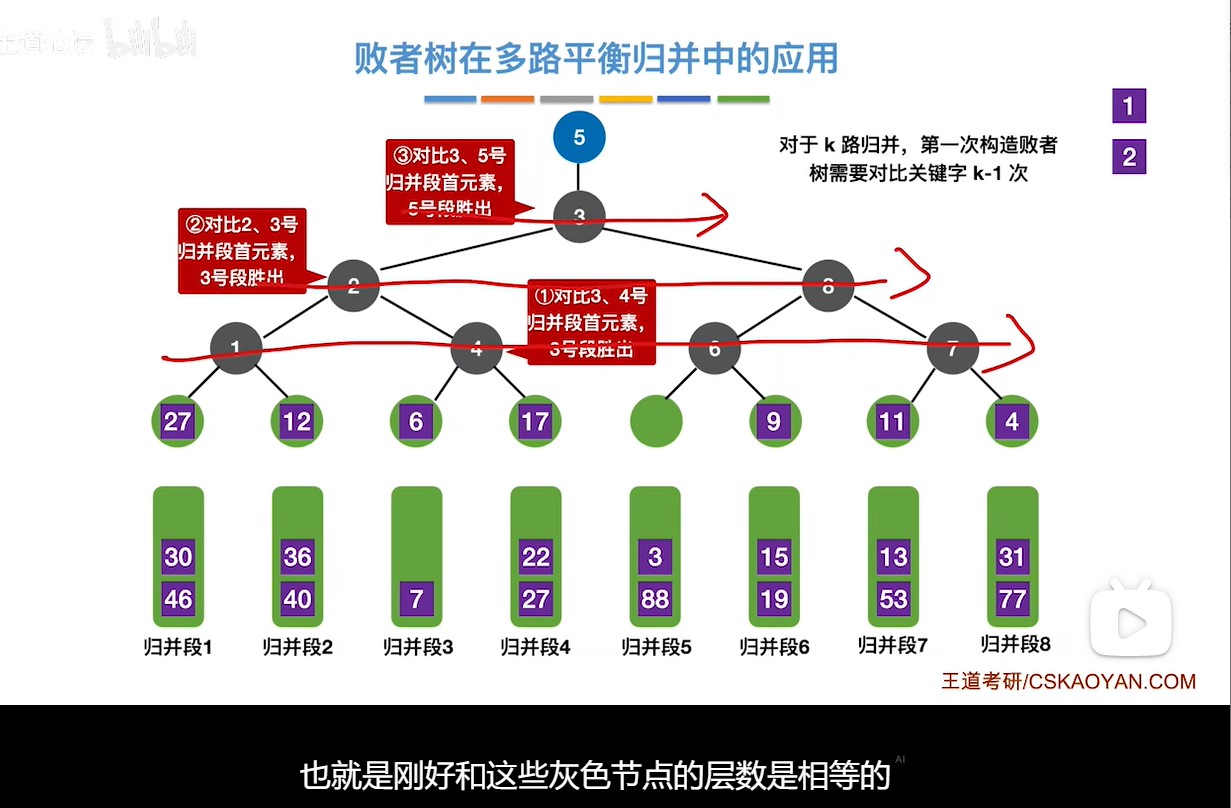 王道论坛 bilibili
败者树在多路平衡归并中的应用
1
2
对于 k 路归并，第一次构造败者
树需要对比关键字 k-1 次
5
③对比3、5号
归并段首元素，
5号段胜出
3
②对比2、3号
归并段首元素，
3号段胜出
2
8
①对比3、4号
归并段首元素，
3号段胜出
1
4
6
7
27 12 6 17 9 11 4
30 36 22 3 15 13 31
46 40 7 27 88 19 53 77
归并段1 归并段2 归并段3 归并段4 归并段5 归并段6 归并段7 归并段8
王道考研/CSKAOYAN.COM
也就是刚好和这些灰色节点的层数是相等的
AI